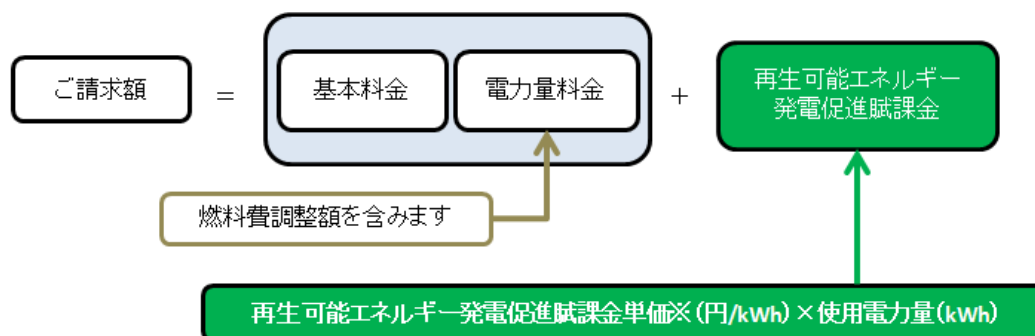 ご請求額
=
基本料金
電力量料金
+
再生可能エネルギー
発電促進賦課金
燃料費調整額を含みます
再生可能エネルギー発電促進賦課金単価※(円/kWh)×使用電力量(kWh)